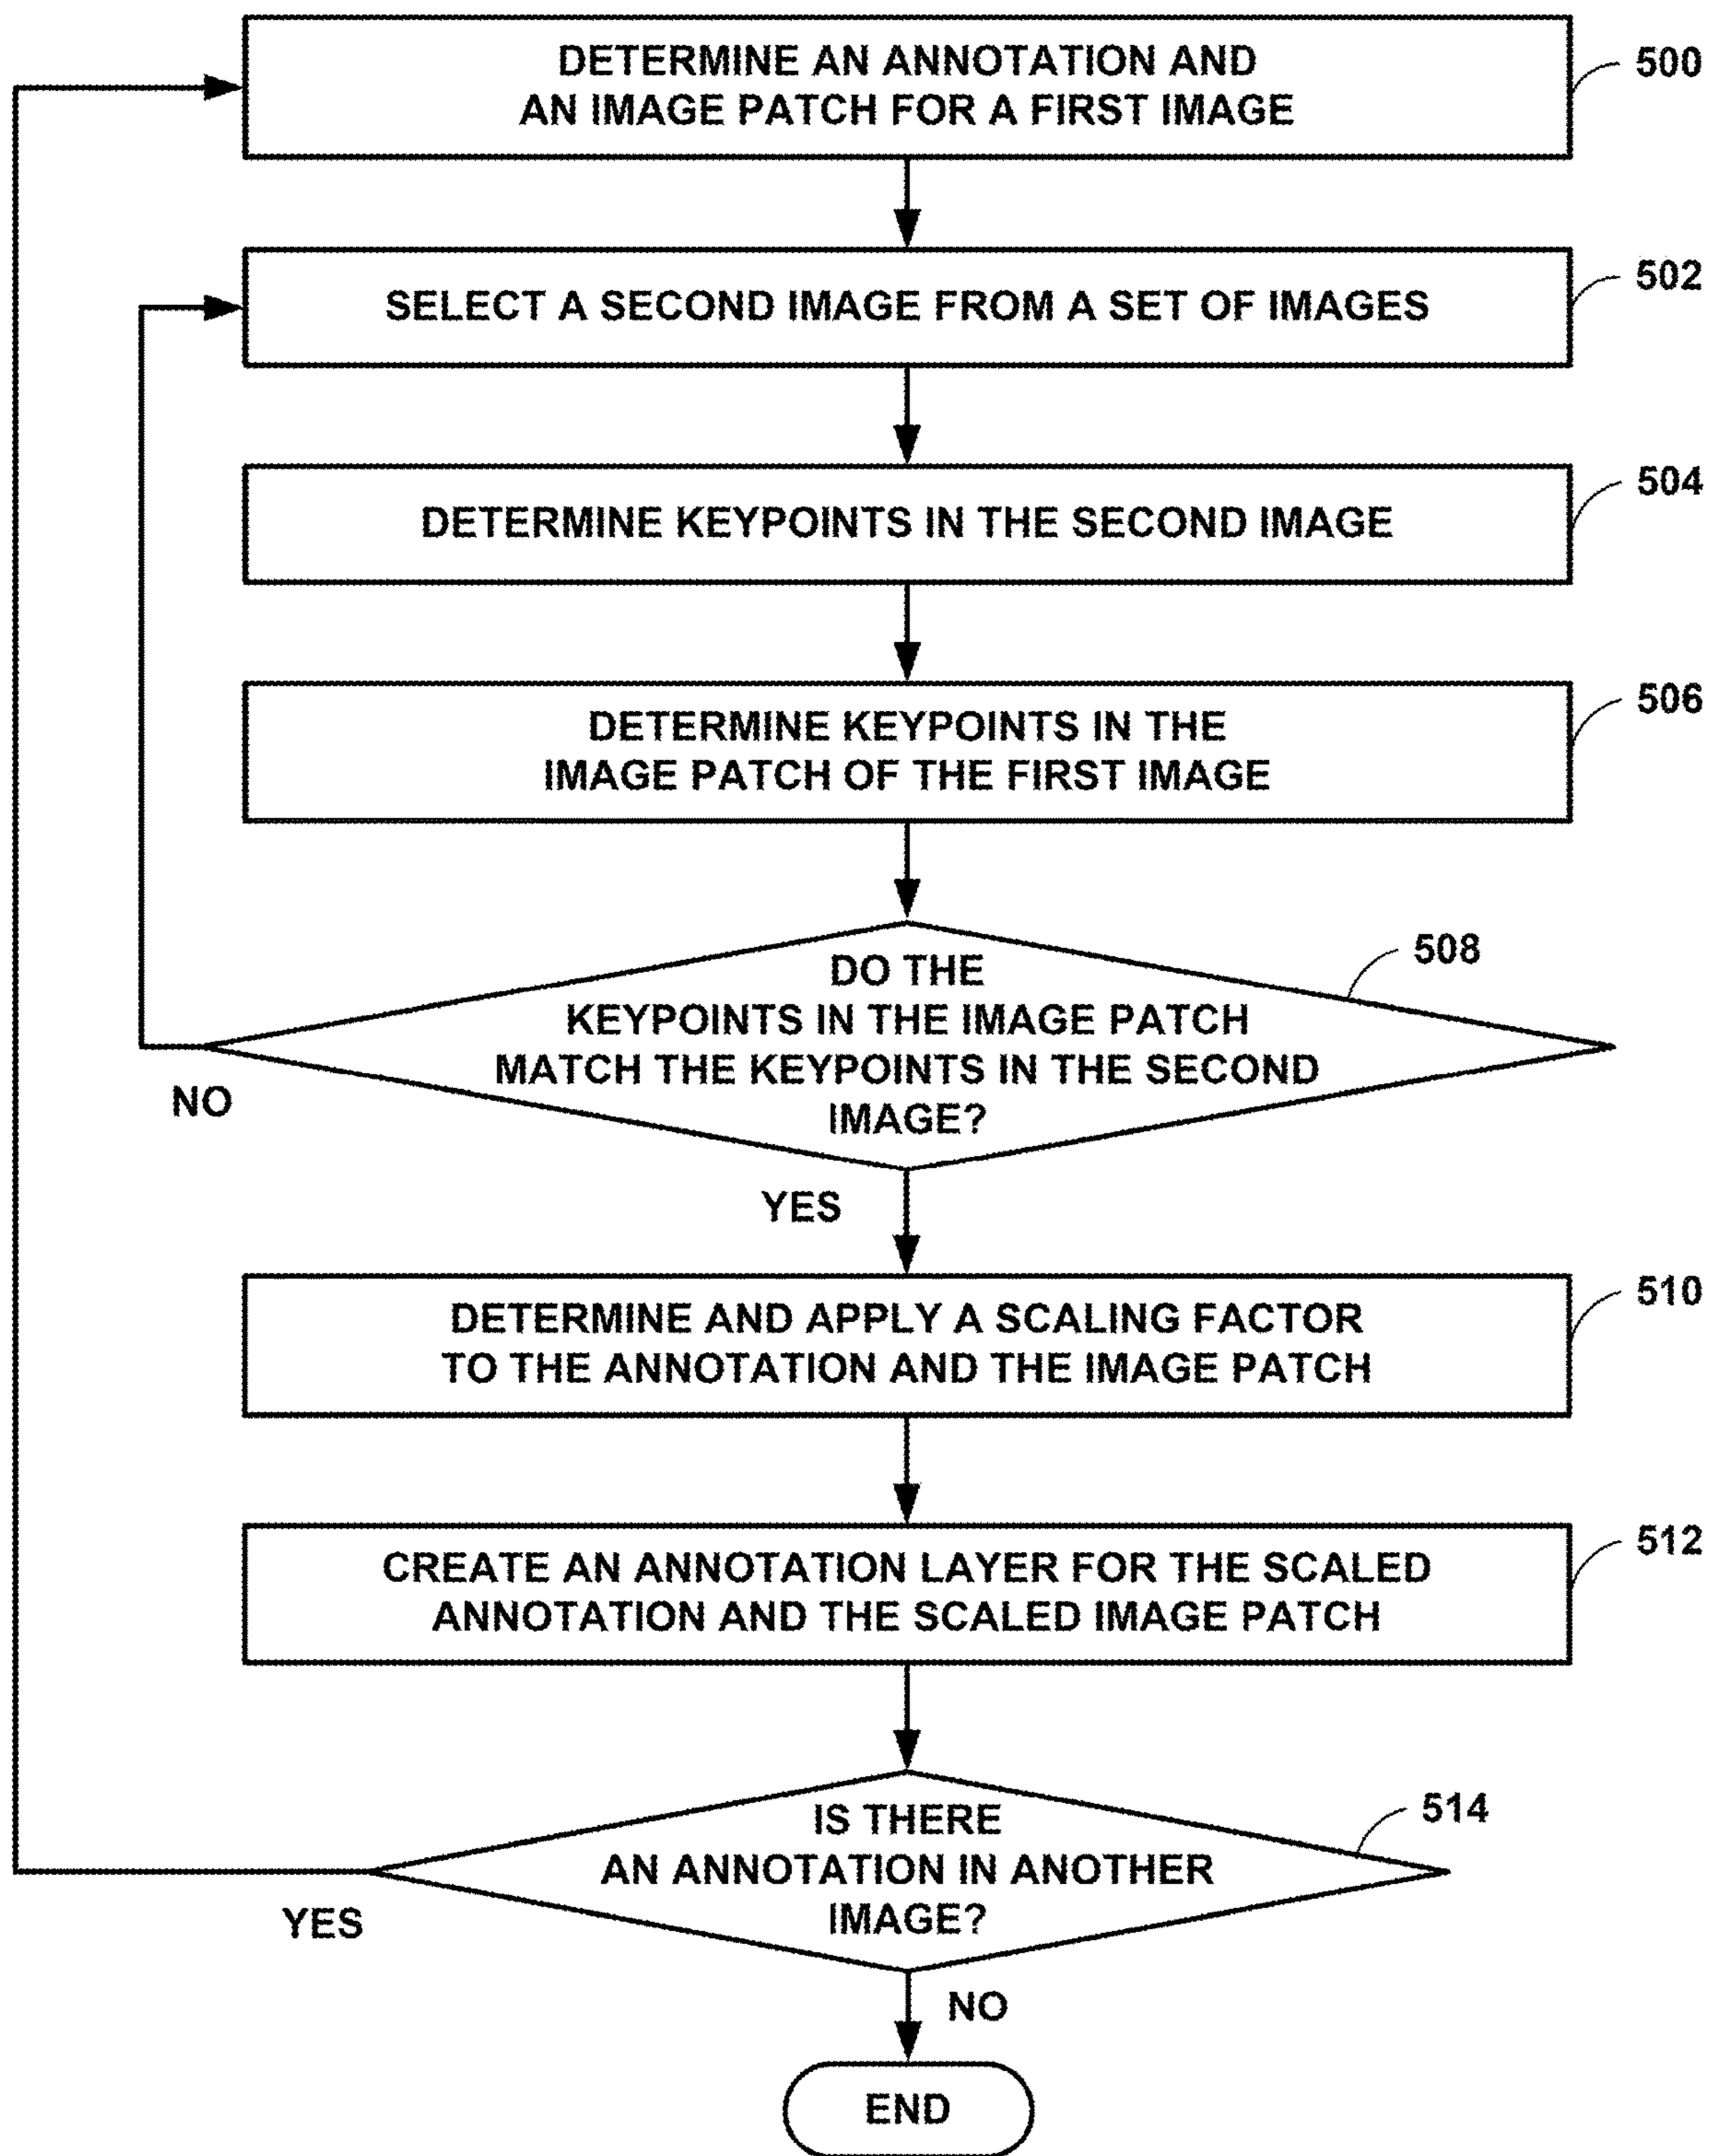 DETERMINE AN ANNOTATION AND
AN IMAGE PATCH FOR A FIRST IMAGE
500
SELECT A SECOND IMAGE FROM A SET OF IMAGES
502
DETERMINE KEYPOINTS IN THE SECOND IMAGE
504
DETERMINE KEYPOINTS IN THE
IMAGE PATCH OF THE FIRST IMAGE
506
DO THE
KEYPOINTS IN THE IMAGE PATCH
MATCH THE KEYPOINTS IN THE SECOND
IMAGE?
508
NO
YES
DETERMINE AND APPLY A SCALING FACTOR
TO THE ANNOTATION AND THE IMAGE PATCH
510
CREATE AN ANNOTATION LAYER FOR THE SCALED
ANNOTATION AND THE SCALED IMAGE PATCH
512
IS THERE
AN ANNOTATION IN ANOTHER
IMAGE?
514
YES
NO
END